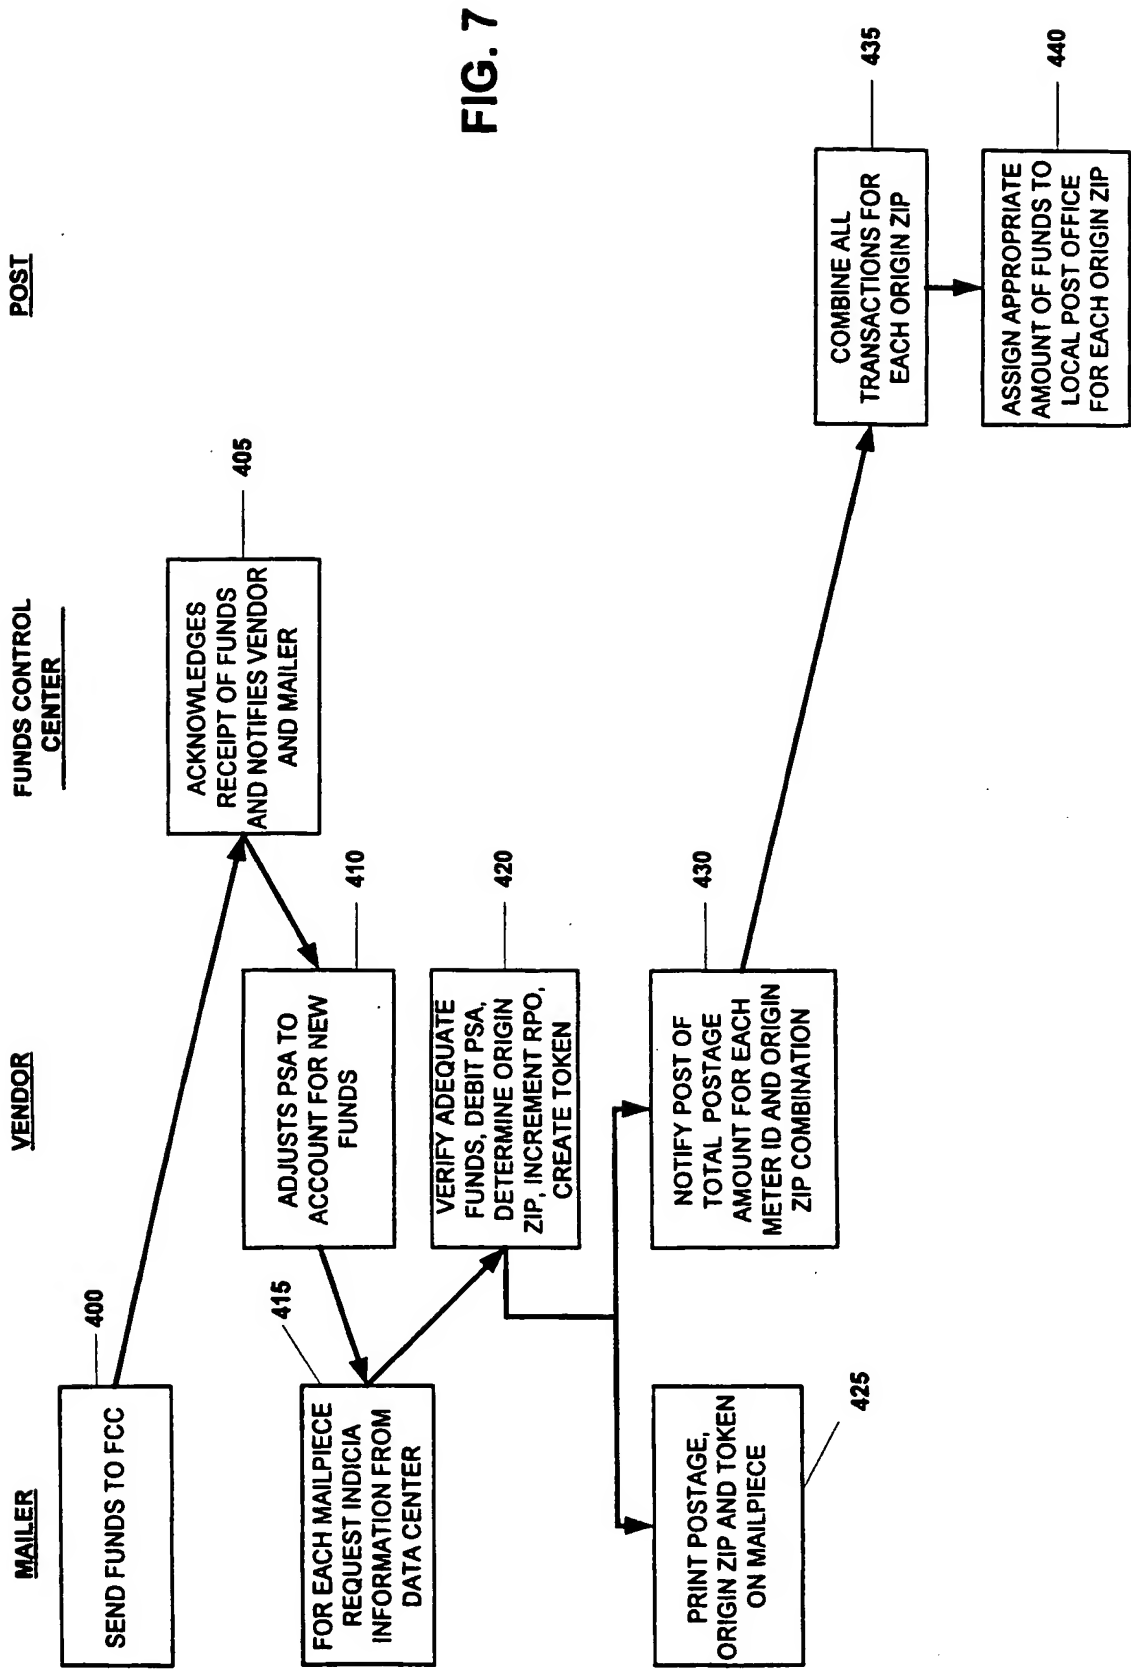 MAILER
VENDOR
FUNDS CONTROL
CENTER
POST
400
SEND FUNDS TO FCC
405
ACKNOWLEDGES
RECEIPT OF FUNDS
AND NOTIFIES VENDOR
AND MAILER
410
ADJUSTS PSA TO
ACCOUNT FOR NEW
FUNDS
415
FOR EACH MAILPIECE
REQUEST INDICIA
INFORMATION FROM
DATA CENTER
420
VERIFY ADEQUATE
FUNDS, DEBIT PSA,
DETERMINE ORIGIN
ZIP, INCREMENT RPO,
CREATE TOKEN
425
PRINT POSTAGE,
ORIGIN ZIP AND TOKEN
ON MAILPIECE
430
NOTIFY POST OF
TOTAL POSTAGE
AMOUNT FOR EACH
METER ID AND ORIGIN
ZIP COMBINATION
435
COMBINE ALL
TRANSACTIONS FOR
EACH ORIGIN ZIP
440
ASSIGN APPROPRIATE
AMOUNT OF FUNDS TO
LOCAL POST OFFICE
FOR EACH ORIGIN ZIP
FIG. 7